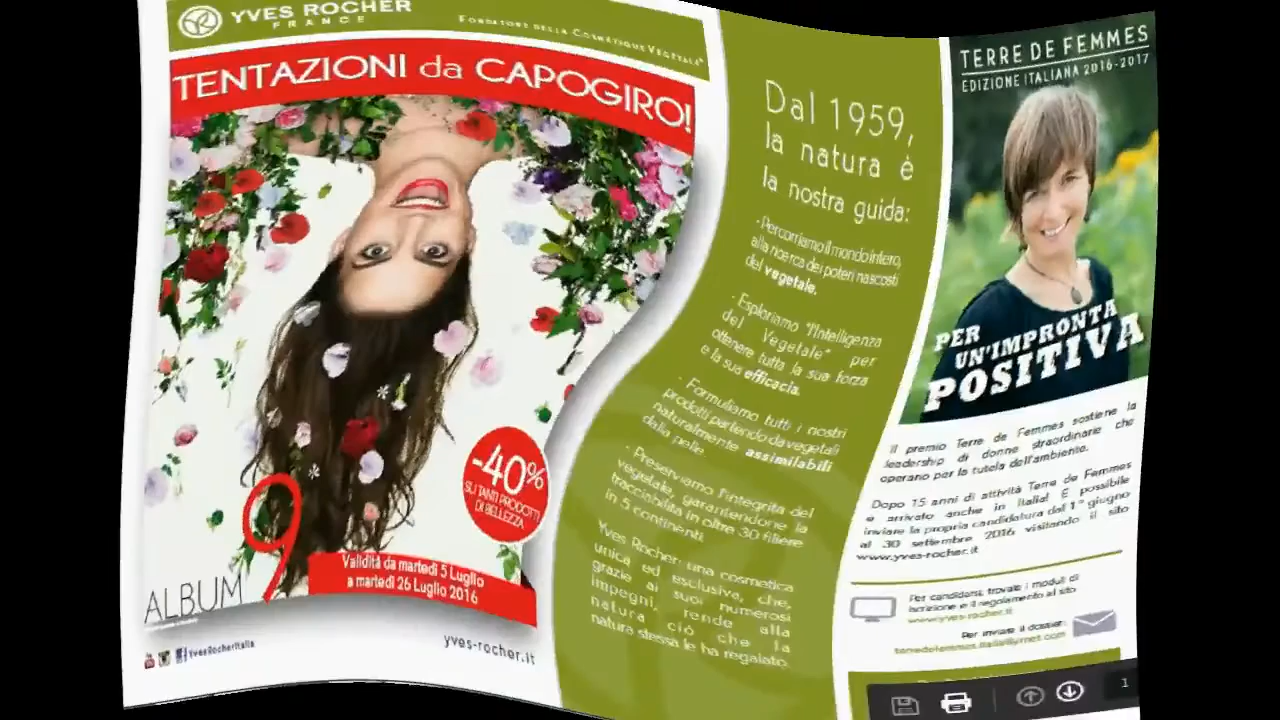 YVES ROCHER
FRANCE
FONDATORE DELLA COSMÉTIQUE VÉGÉTALE®
TENTAZIONI da CAPOGIRO!
-40%
SU TANTI PRODOTTI
DI BELLEZZA
9
ALBUM
Validità da martedì 5 Luglio
a martedì 26 Luglio 2016
YvesRocherItalia
yves-rocher.it
Dal 1959,
la natura è
la nostra guida:
· Percorriamo il mondo intero,
alla ricerca dei poteri nascosti
del vegetale.
· Esploriamo "l'Intelligenza
del Vegetale" per
ottenere tutta la sua forza
e la sua efficacia.
· Formuliamo tutti i nostri
prodotti partendo da vegetali
naturalmente assimilabili
dalla pelle.
· Preserviamo l'integrità del
vegetale, garantendone la
tracciabilità in oltre 30 filiere
in 5 continenti.
Yves Rocher: una cosmetica
unica ed esclusiva, che,
grazie ai suoi numerosi
impegni, rende alla
natura ciò che la
natura stessa le ha regalato.
TERRE DE FEMMES
EDIZIONE ITALIANA 2016-2017
PER
UN'IMPRONTA
POSITIVA
Il premio Terre de Femmes sostiene la
leadership di donne straordinarie che
operano per la tutela dell'ambiente.
Dopo 15 anni di attività Terre de Femmes
è arrivato anche in Italia! È possibile
inviare la propria candidatura dal 1° giugno
al 30 settembre 2016 visitando il sito
www.yves-rocher.it
Per candidarsi, trovate i moduli di
iscrizione e il regolamento al sito
www.yves-rocher.it
Per inviare il dossier:
terredefemmes.italia@yrnet.com
1